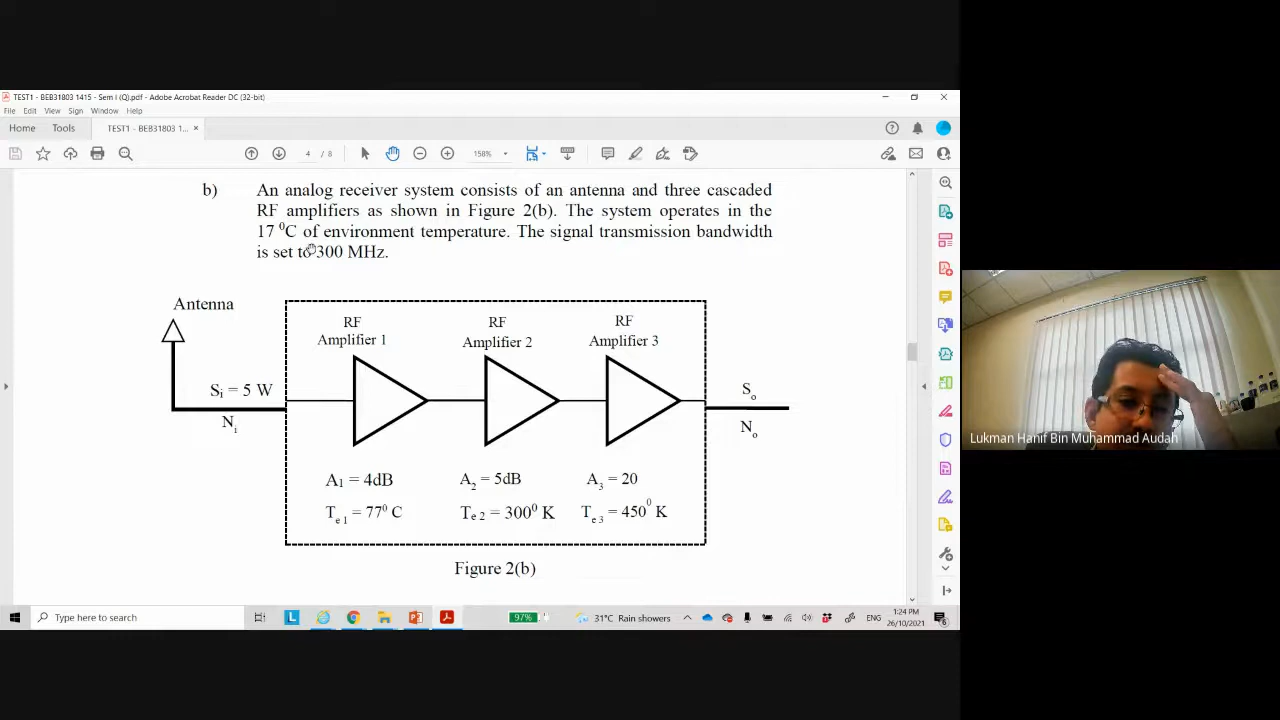 TEST1 - BEB31803 1415 - Sem i (Q).pdf - Adobe Acrobat Reader DC (32-bit)
File Edit View Sign Window Help
Home Tools TEST1 - BEB31803 1... ×
4 / 8 158%
b) An analog receiver system consists of an antenna and three cascaded
RF amplifiers as shown in Figure 2(b). The system operates in the
17 ⁰C of environment temperature. The signal transmission bandwidth
is set to 300 MHz.
Antenna
RF Amplifier 1
RF Amplifier 2
RF Amplifier 3
Sᵢ = 5 W
Nᵢ
Sₒ
Nₒ
A₁ = 4dB
A₂ = 5dB
A₃ = 20
Tₑ₁ = 77⁰ C
Tₑ₂ = 300⁰ K
Tₑ₃ = 450⁰ K
Figure 2(b)
Lukman Hanif Bin Muhammad Audah
Type here to search
L
97%
31°C Rain showers
ENG
1:24 PM
26/10/2021
6